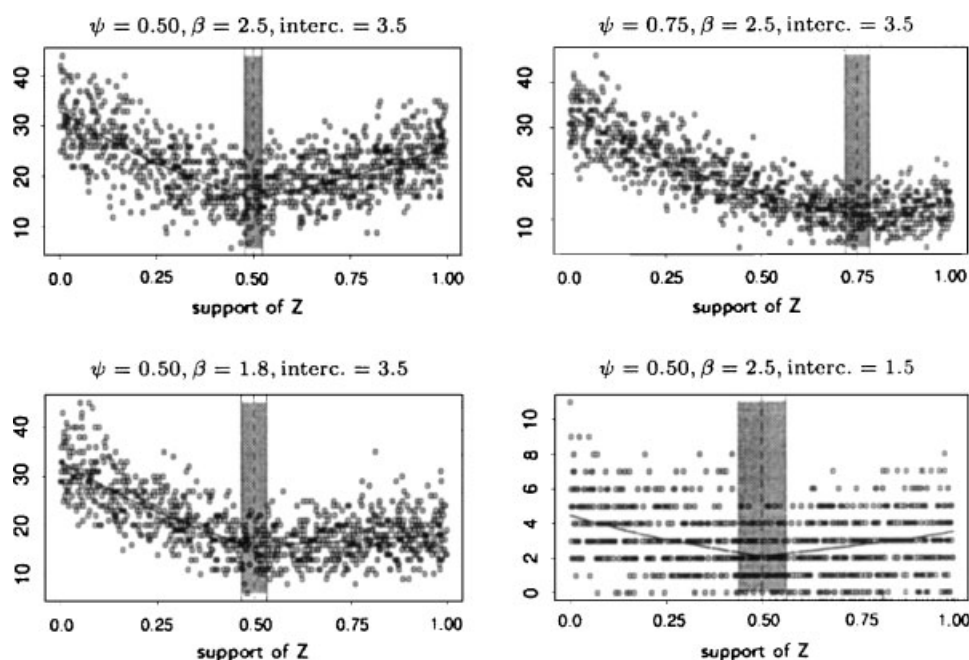 ψ = 0.50, β = 2.5, interc. = 3.5
40
30
20
10
0.0 0.25 0.50 0.75 1.00
support of Z
ψ = 0.75, β = 2.5, interc. = 3.5
40
30
20
10
0.0 0.25 0.50 0.75 1.00
support of Z
ψ = 0.50, β = 1.8, interc. = 3.5
40
30
20
10
0.0 0.25 0.50 0.75 1.00
support of Z
ψ = 0.50, β = 2.5, interc. = 1.5
10
8
6
4
2
0
0.0 0.25 0.50 0.75 1.00
support of Z